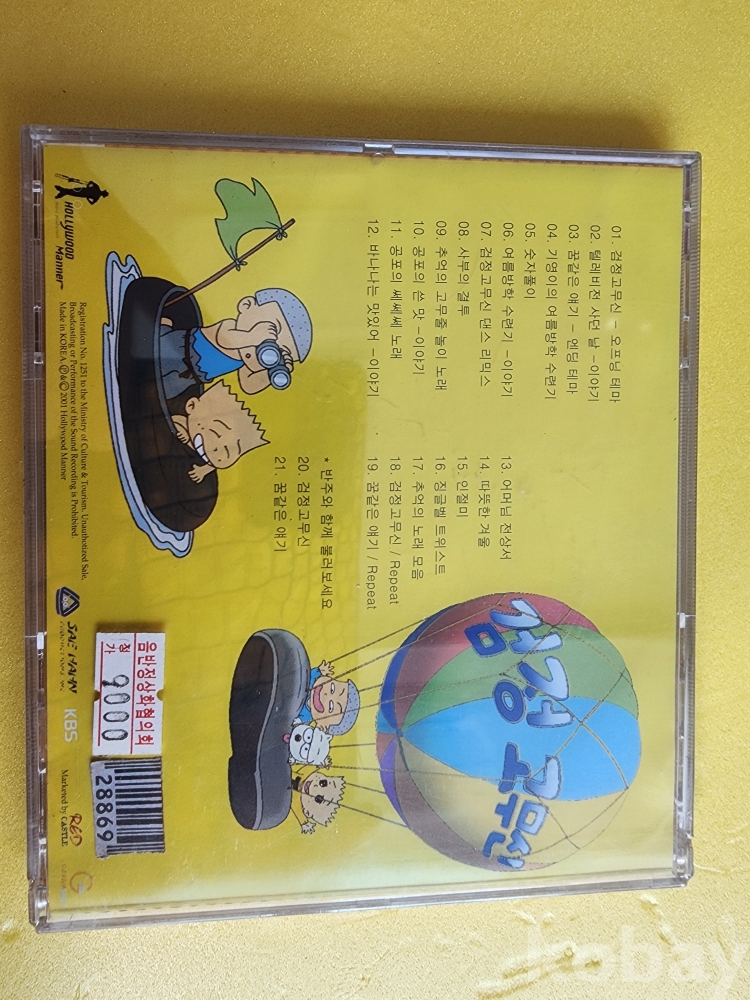 01. 검정고무신 - 오프닝 테마
02. 텔레비전 사던 날 -이야기
03. 꿈같은 얘기 - 엔딩 테마
04. 기영이의 여름방학 수련기
05. 숫자풀이
06. 여름방학 수련기 -이야기
07. 검정고무신 댄스 리믹스
08. 사부의 결투
09. 추억의 고무줄 놀이 노래
10. 공포의 쓴 맛 -이야기
11. 공포의 쎄쎄쎄 노래
12. 바나나는 맛있어 -이야기
13. 어머님 전상서
14. 따뜻한 겨울
15. 인절미
16. 징글벨 트위스트
17. 추억의 노래 모음
18. 검정고무신 / Repeat
19. 꿈같은 얘기 / Repeat
* 반주와 함께 불러보세요
20. 검정고무신
21. 꿈같은 얘기
검정 고무신
HOLLYWOOD
Manner
Registration No. 1251 to the Ministry of Culture & Tourism. Unauthorized Sale,
Broadcasting or Performance of the Sound Recording is Prohibited.
Made in KOREA. ℗&© 2001 Hollywood Manner
SAE HAN
KBS
음반전상화협의회
정가
9000
28869
RED
Marketed by CASTLE
kobay